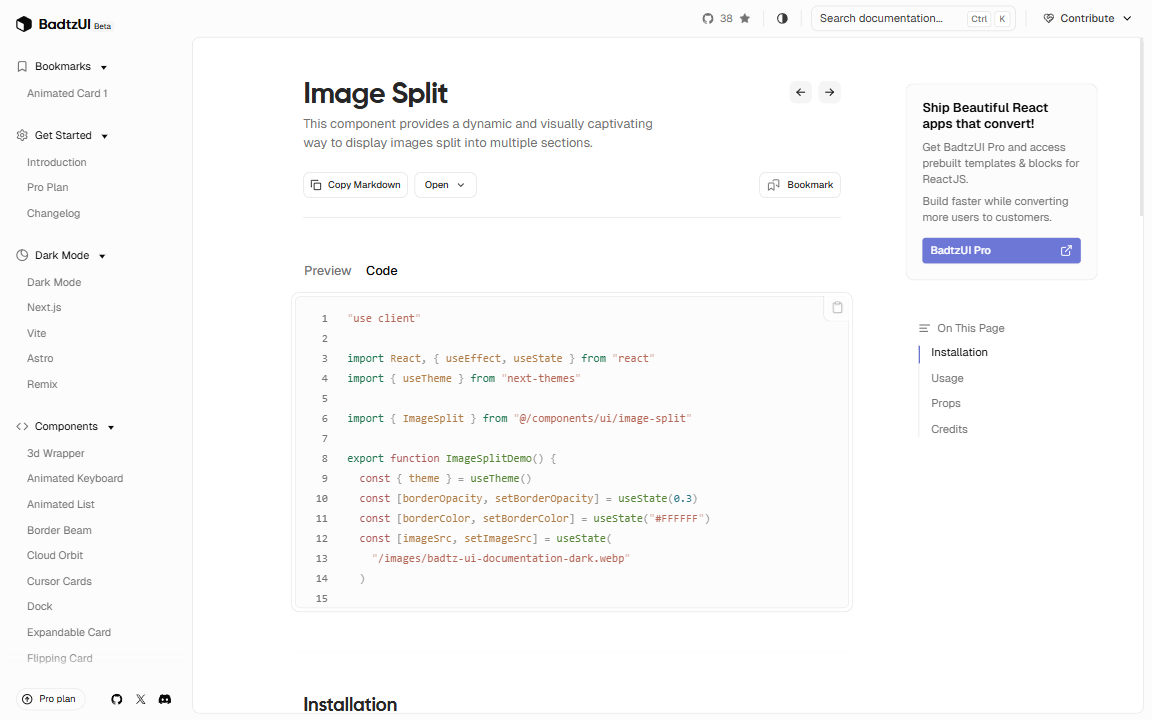 BadtzUI Beta
38
Search documentation... Ctrl K
Contribute
Bookmarks
Animated Card 1
Get Started
Introduction
Pro Plan
Changelog
Dark Mode
Dark Mode
Next.js
Vite
Astro
Remix
Components
3d Wrapper
Animated Keyboard
Animated List
Border Beam
Cloud Orbit
Cursor Cards
Dock
Expandable Card
Flipping Card
Pro plan
Image Split
This component provides a dynamic and visually captivating
way to display images split into multiple sections.
Copy Markdown Open Bookmark
Preview Code
1 "use client"
2
3 import React, { useEffect, useState } from "react"
4 import { useTheme } from "next-themes"
5
6 import { ImageSplit } from "@/components/ui/image-split"
7
8 export function ImageSplitDemo() {
9 const { theme } = useTheme()
10 const [borderOpacity, setBorderOpacity] = useState(0.3)
11 const [borderColor, setBorderColor] = useState("#FFFFFF")
12 const [imageSrc, setImageSrc] = useState(
13 "/images/badtz-ui-documentation-dark.webp"
14 )
15
Installation
Ship Beautiful React
apps that convert!
Get BadtzUI Pro and access
prebuilt templates & blocks for
ReactJS.
Build faster while converting
more users to customers.
BadtzUI Pro
On This Page
Installation
Usage
Props
Credits